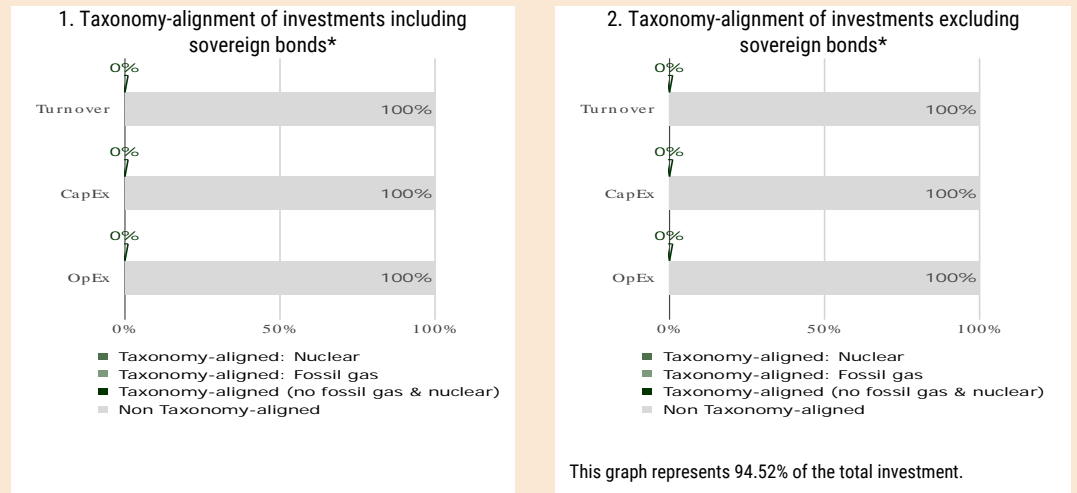 1. Taxonomy-alignment of investments including
sovereign bonds*
0%
Turnover 100%
0%
CapEx 100%
0%
OpEx 100%
0% 50% 100%
Taxonomy-aligned: Nuclear
Taxonomy-aligned: Fossil gas
Taxonomy-aligned (no fossil gas & nuclear)
Non Taxonomy-aligned
2. Taxonomy-alignment of investments excluding
sovereign bonds*
0%
Turnover 100%
0%
CapEx 100%
0%
OpEx 100%
0% 50% 100%
Taxonomy-aligned: Nuclear
Taxonomy-aligned: Fossil gas
Taxonomy-aligned (no fossil gas & nuclear)
Non Taxonomy-aligned
This graph represents 94.52% of the total investment.